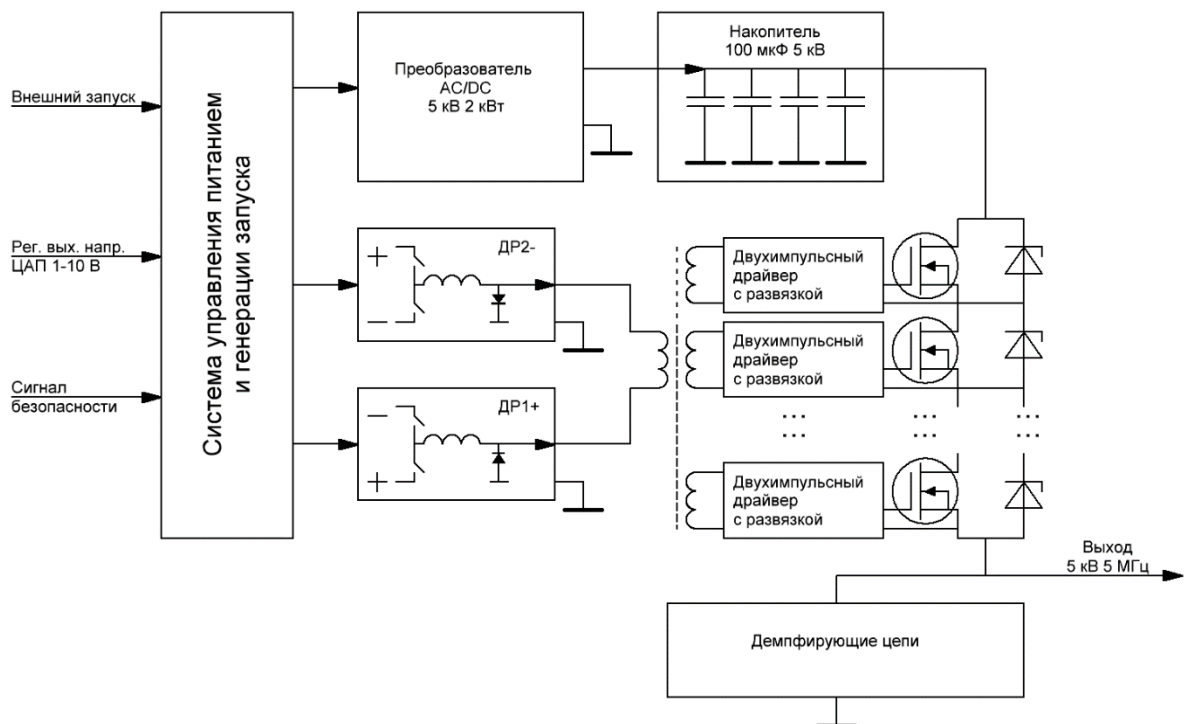 Внешний запуск
Рег. вых. напр.
ЦАП 1-10 В
Сигнал
безопасности
Система управления питанием
и генерации запуска
Преобразователь
AC/DC
5 кВ 2 кВт
Накопитель
100 мкФ 5 кВ
ДР2-
ДР1+
Двухимпульсный
драйвер
с развязкой
Двухимпульсный
драйвер
с развязкой
...
...
...
...
...
...
Двухимпульсный
драйвер
с развязкой
Выход
5 кВ 5 МГц
Демпфирующие цепи